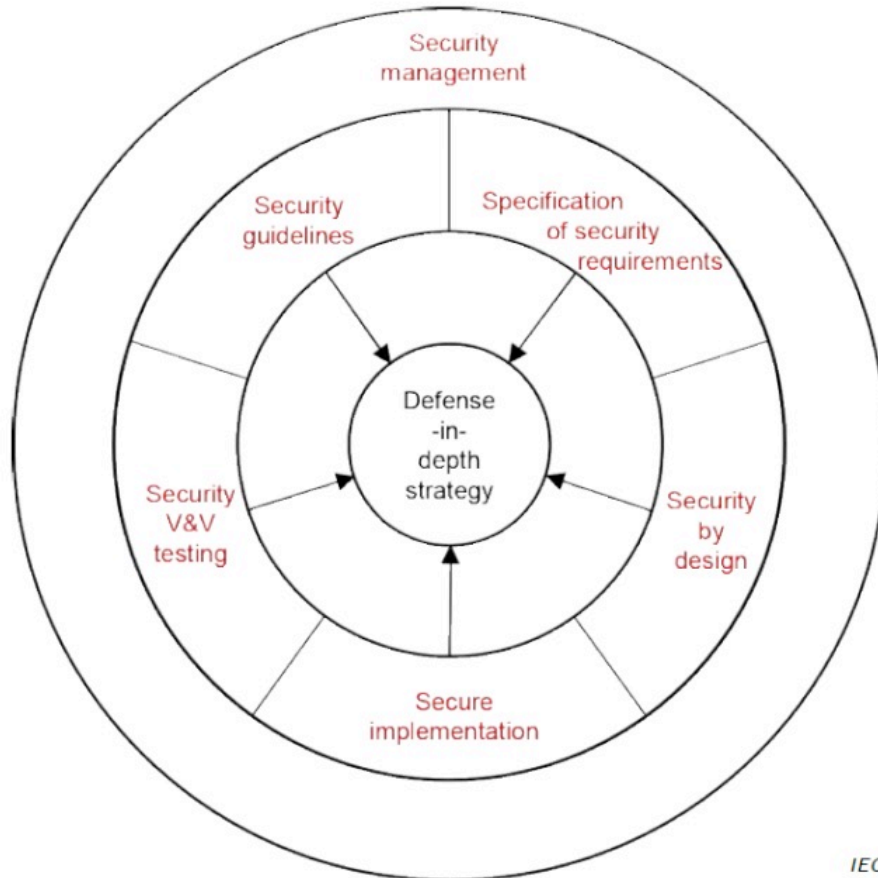 Security
management
Security
guidelines
Specification
of security
requirements
Defense
-in-
depth
strategy
Security
V&V
testing
Security
by
design
Secure
implementation
IEC